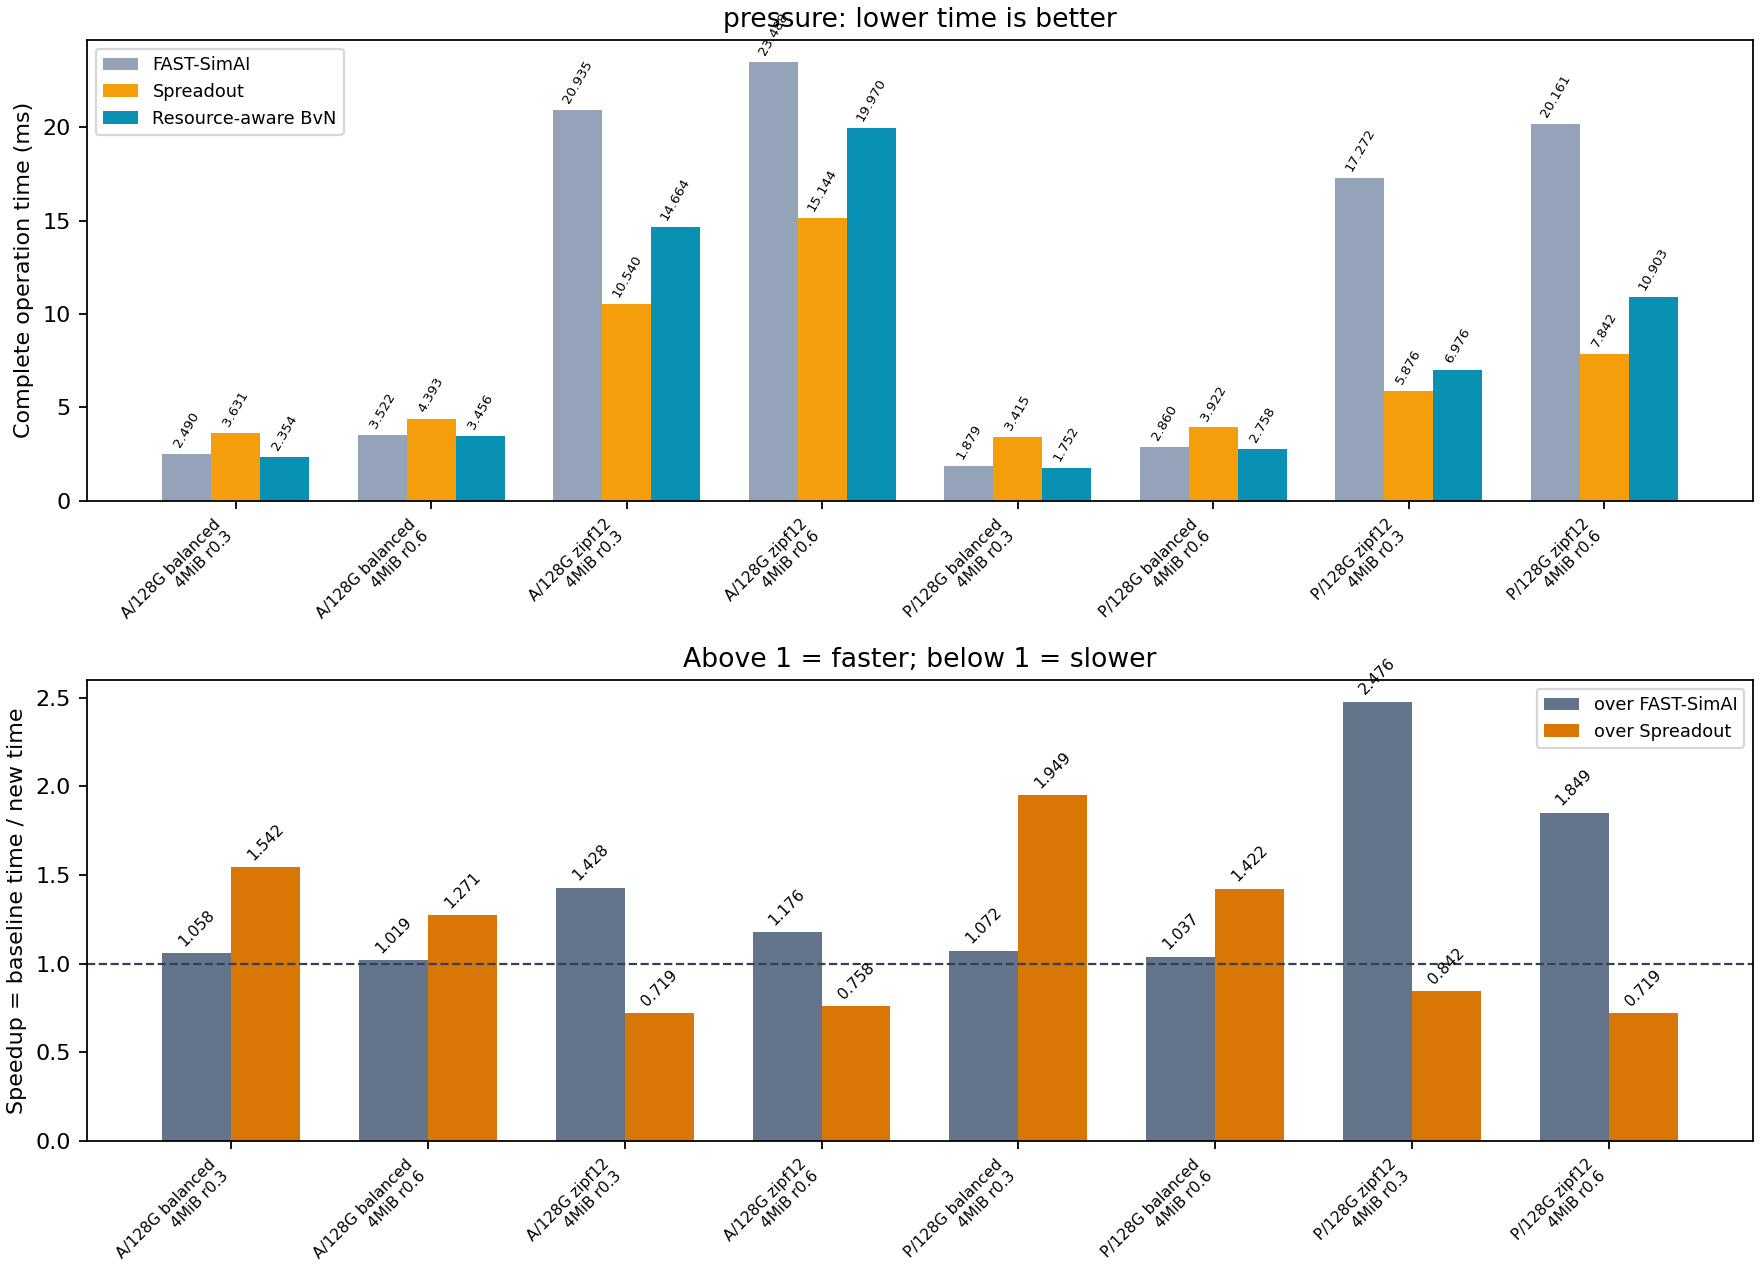 pressure: lower time is better
Complete operation time (ms)
20
15
10
5
0
FAST-SimAI
Spreadout
Resource-aware BvN
2.490
3.631
2.354
3.522
4.393
3.456
20.935
10.540
14.664
15.144
19.970
1.879
3.415
1.752
2.860
3.922
2.758
17.272
5.876
6.976
20.161
7.842
10.903
A/128G balanced
4MiB r0.3
A/128G balanced
4MiB r0.6
A/128G zipf12
4MiB r0.3
A/128G zipf12
4MiB r0.6
P/128G balanced
4MiB r0.3
P/128G balanced
4MiB r0.6
P/128G zipf12
4MiB r0.3
P/128G zipf12
4MiB r0.6
Above 1 = faster; below 1 = slower
Speedup = baseline time / new time
2.5
2.0
1.5
1.0
0.5
0.0
over FAST-SimAI
over Spreadout
1.058
1.542
1.019
1.271
1.428
0.719
1.176
0.758
1.072
1.949
1.037
1.422
2.476
0.842
1.849
0.719
A/128G balanced
4MiB r0.3
A/128G balanced
4MiB r0.6
A/128G zipf12
4MiB r0.3
A/128G zipf12
4MiB r0.6
P/128G balanced
4MiB r0.3
P/128G balanced
4MiB r0.6
P/128G zipf12
4MiB r0.3
P/128G zipf12
4MiB r0.6